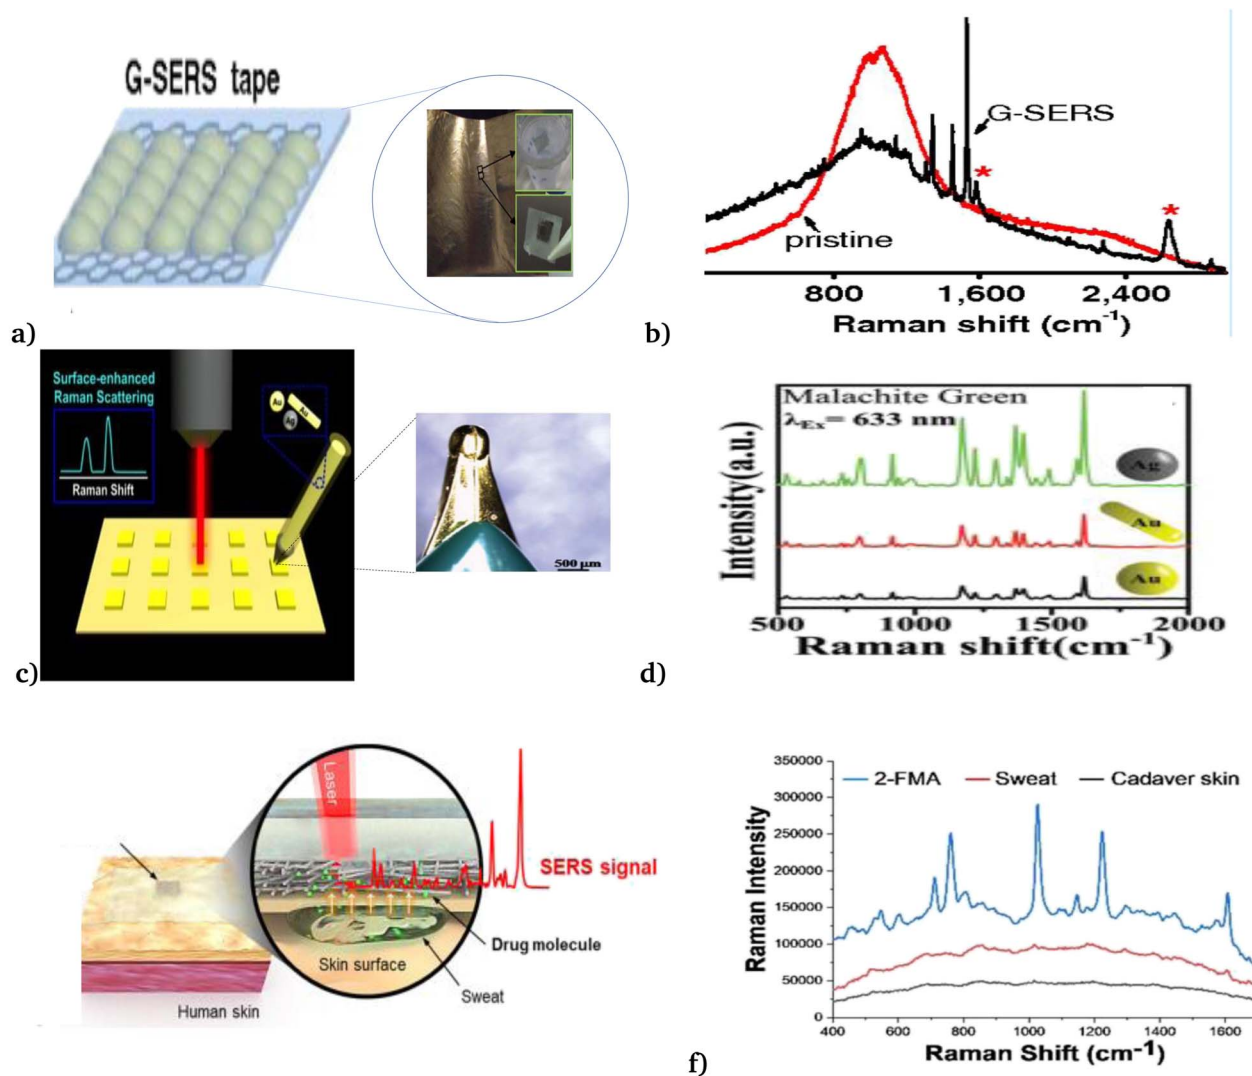 G-SERS tape
a)
G-SERS
*
*
pristine
800
1,600
2,400
Raman shift (cm-1)
b)
Surface-enhanced
Raman Scattering
Raman Shift
Au
Au
Ag
500 μm
c)
Malachite Green
λEx= 633 nm
Ag
Au
Au
Intensity(a.u.)
500
1000
1500
2000
Raman shift(cm-1)
d)
Laser
SERS signal
Drug molecule
Skin surface
Sweat
Human skin
350000
300000
250000
200000
150000
100000
50000
0
2-FMA
Sweat
Cadaver skin
Raman Intensity
400
600
800
1000
1200
1400
1600
Raman Shift (cm-1)
f)